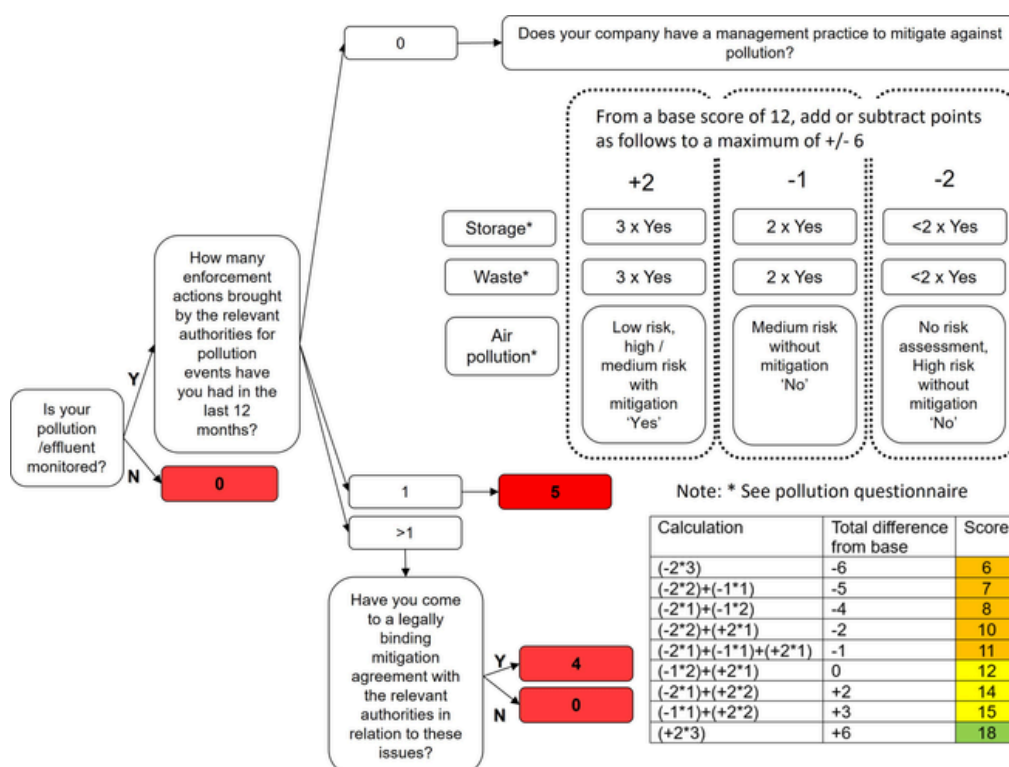 0
Does your company have a management practice to mitigate against
pollution?
From a base score of 12, add or subtract points
as follows to a maximum of +/- 6
+2
-1
-2
Storage*
3 x Yes
2 x Yes
<2 x Yes
Waste*
3 x Yes
2 x Yes
<2 x Yes
Air
pollution*
Low risk,
high /
medium risk
with
mitigation
‘Yes’
Medium risk
without
mitigation
‘No’
No risk
assessment,
High risk
without
mitigation
‘No’
How many
enforcement
actions brought
by the relevant
authorities for
pollution
events have
you had in the
last 12
months?
Y
Is your
pollution
/effluent
monitored?
N
0
1
5
>1
Have you come
to a legally
binding
mitigation
agreement with
the relevant
authorities in
relation to these
issues?
Y
4
N
0
Note: * See pollution questionnaire
Calculation
Total difference
from base
Score
(-2*3) -6 6
(-2*2)+(-1*1) -5 7
(-2*1)+(-1*2) -4 8
(-2*2)+(+2*1) -2 10
(-2*1)+(-1*1)+(+2*1) -1 11
(-1*2)+(+2*1) 0 12
(-2*1)+(+2*2) +2 14
(-1*1)+(+2*2) +3 15
(+2*3) +6 18